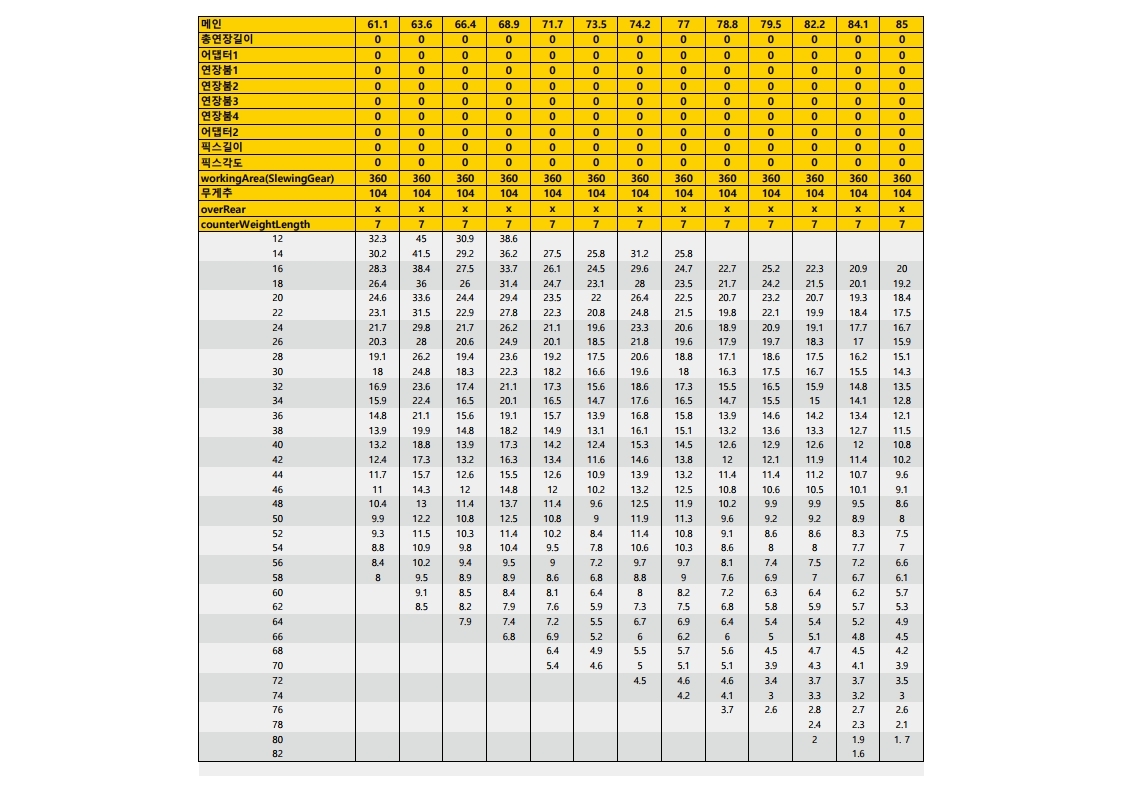 메인 61.1 63.6 66.4 68.9 71.7 73.5 74.2 77 78.8 79.5 82.2 84.1 85
총연장길이 0 0 0 0 0 0 0 0 0 0 0 0 0
어댑터1 0 0 0 0 0 0 0 0 0 0 0 0 0
연장붐1 0 0 0 0 0 0 0 0 0 0 0 0 0
연장붐2 0 0 0 0 0 0 0 0 0 0 0 0 0
연장붐3 0 0 0 0 0 0 0 0 0 0 0 0 0
연장붐4 0 0 0 0 0 0 0 0 0 0 0 0 0
어댑터2 0 0 0 0 0 0 0 0 0 0 0 0 0
픽스길이 0 0 0 0 0 0 0 0 0 0 0 0 0
픽스각도 0 0 0 0 0 0 0 0 0 0 0 0 0
workingArea(SlewingGear) 360 360 360 360 360 360 360 360 360 360 360 360 360
무게추 104 104 104 104 104 104 104 104 104 104 104 104 104
overRear x x x x x x x x x x x x x
counterWeightLength 7 7 7 7 7 7 7 7 7 7 7 7 7
12 32.3 45 30.9 38.6
14 30.2 41.5 29.2 36.2 27.5 25.8 31.2 25.8
16 28.3 38.4 27.5 33.7 26.1 24.5 29.6 24.7 22.7 25.2 22.3 20.9 20
18 26.4 36 26 31.4 24.7 23.1 28 23.5 21.7 24.2 21.5 20.1 19.2
20 24.6 33.6 24.4 29.4 23.5 22 26.4 22.5 20.7 23.2 20.7 19.3 18.4
22 23.1 31.5 22.9 27.8 22.3 20.8 24.8 21.5 19.8 22.1 19.9 18.4 17.5
24 21.7 29.8 21.7 26.2 21.1 19.6 23.3 20.6 18.9 20.9 19.1 17.7 16.7
26 20.3 28 20.6 24.9 20.1 18.5 21.8 19.6 17.9 19.7 18.3 17 15.9
28 19.1 26.2 19.4 23.6 19.2 17.5 20.6 18.8 17.1 18.6 17.5 16.2 15.1
30 18 24.8 18.3 22.3 18.2 16.6 19.6 18 16.3 17.5 16.7 15.5 14.3
32 16.9 23.6 17.4 21.1 17.3 15.6 18.6 17.3 15.5 16.5 15.9 14.8 13.5
34 15.9 22.4 16.5 20.1 16.5 14.7 17.6 16.5 14.7 15.5 15 14.1 12.8
36 14.8 21.1 15.6 19.1 15.7 13.9 16.8 15.8 13.9 14.6 14.2 13.4 12.1
38 13.9 19.9 14.8 18.2 14.9 13.1 16.1 15.1 13.2 13.6 13.3 12.7 11.5
40 13.2 18.8 13.9 17.3 14.2 12.4 15.3 14.5 12.6 12.9 12.6 12 10.8
42 12.4 17.3 13.2 16.3 13.4 11.6 14.6 13.8 12 12.1 11.9 11.4 10.2
44 11.7 15.7 12.6 15.5 12.6 10.9 13.9 13.2 11.4 11.4 11.2 10.7 9.6
46 11 14.3 12 14.8 12 10.2 13.2 12.5 10.8 10.6 10.5 10.1 9.1
48 10.4 13 11.4 13.7 11.4 9.6 12.5 11.9 10.2 9.9 9.9 9.5 8.6
50 9.9 12.2 10.8 12.5 10.8 9 11.9 11.3 9.6 9.2 9.2 8.9 8
52 9.3 11.5 10.3 11.4 10.2 8.4 11.4 10.8 9.1 8.6 8.6 8.3 7.5
54 8.8 10.9 9.8 10.4 9.5 7.8 10.6 10.3 8.6 8 8 7.7 7
56 8.4 10.2 9.4 9.5 9 7.2 9.7 9.7 8.1 7.4 7.5 7.2 6.6
58 8 9.5 8.9 8.9 8.6 6.8 8.8 9 7.6 6.9 7 6.7 6.1
60 9.1 8.5 8.4 8.1 6.4 8 8.2 7.2 6.3 6.4 6.2 5.7
62 8.5 8.2 7.9 7.6 5.9 7.3 7.5 6.8 5.8 5.9 5.7 5.3
64 7.9 7.4 7.2 5.5 6.7 6.9 6.4 5.4 5.4 5.2 4.9
66 6.8 6.9 5.2 6 6.2 6 5 5.1 4.8 4.5
68 6.4 4.9 5.5 5.7 5.6 4.5 4.7 4.5 4.2
70 5.4 4.6 5 5.1 5.1 3.9 4.3 4.1 3.9
72 4.5 4.6 4.6 3.4 3.7 3.7 3.5
74 4.2 4.1 3 3.3 3.2 3
76 3.7 2.6 2.8 2.7 2.6
78 2.4 2.3 2.1
80 2 1.9 1. 7
82 1.6